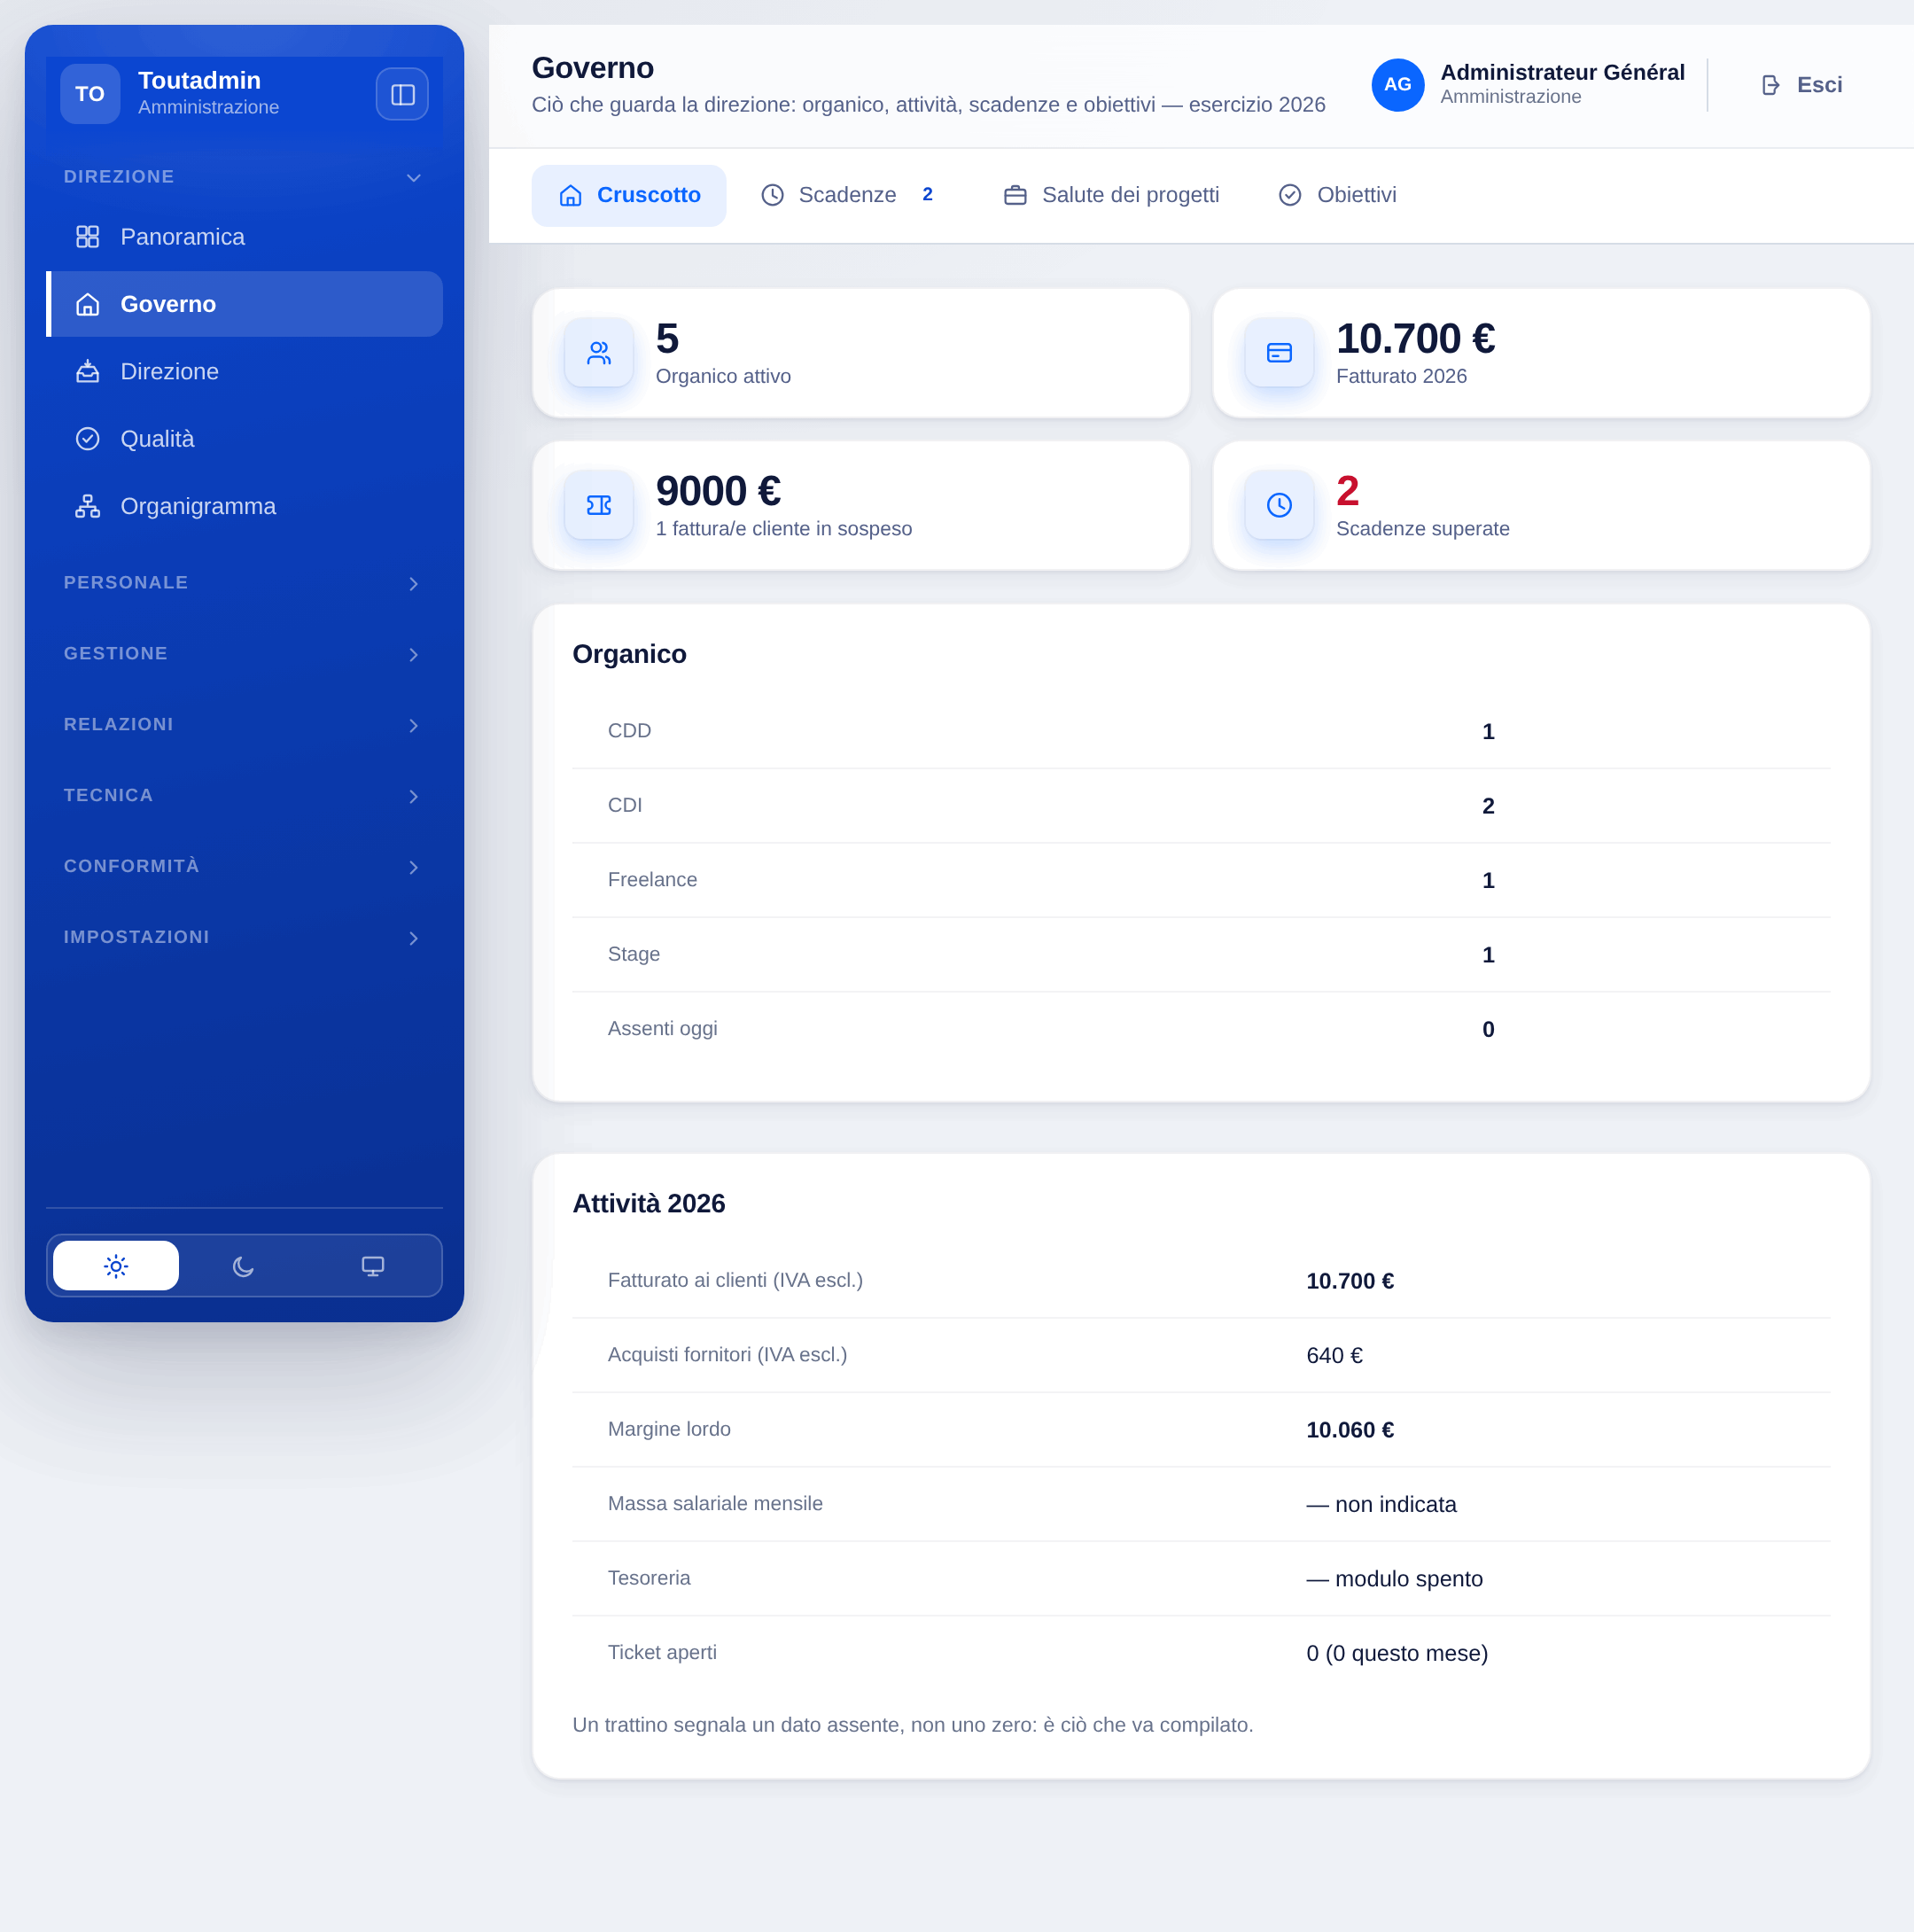 TO
Toutadmin
Amministrazione
DIREZIONE
Panoramica
Governo
Direzione
Qualità
Organigramma
PERSONALE
GESTIONE
RELAZIONI
TECNICA
CONFORMITÀ
IMPOSTAZIONI
Governo
Ciò che guarda la direzione: organico, attività, scadenze e obiettivi — esercizio 2026
AG
Administrateur Général
Amministrazione
Esci
Cruscotto
Scadenze 2
Salute dei progetti
Obiettivi
5
Organico attivo
10.700 €
Fatturato 2026
9000 €
1 fattura/e cliente in sospeso
2
Scadenze superate
Organico
CDD 1
CDI 2
Freelance 1
Stage 1
Assenti oggi 0
Attività 2026
Fatturato ai clienti (IVA escl.) 10.700 €
Acquisti fornitori (IVA escl.) 640 €
Margine lordo 10.060 €
Massa salariale mensile — non indicata
Tesoreria — modulo spento
Ticket aperti 0 (0 questo mese)
Un trattino segnala un dato assente, non uno zero: è ciò che va compilato.